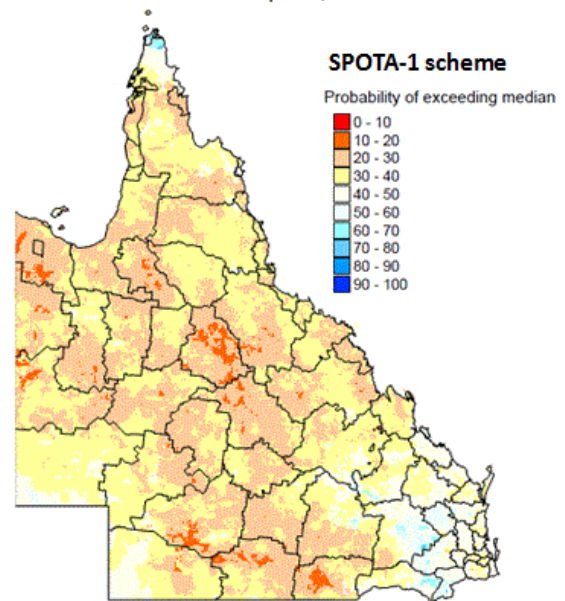 SPOTA-1 scheme
Probability of exceeding median
0 - 10
10 - 20
20 - 30
30 - 40
40 - 50
50 - 60
60 - 70
70 - 80
80 - 90
90 - 100